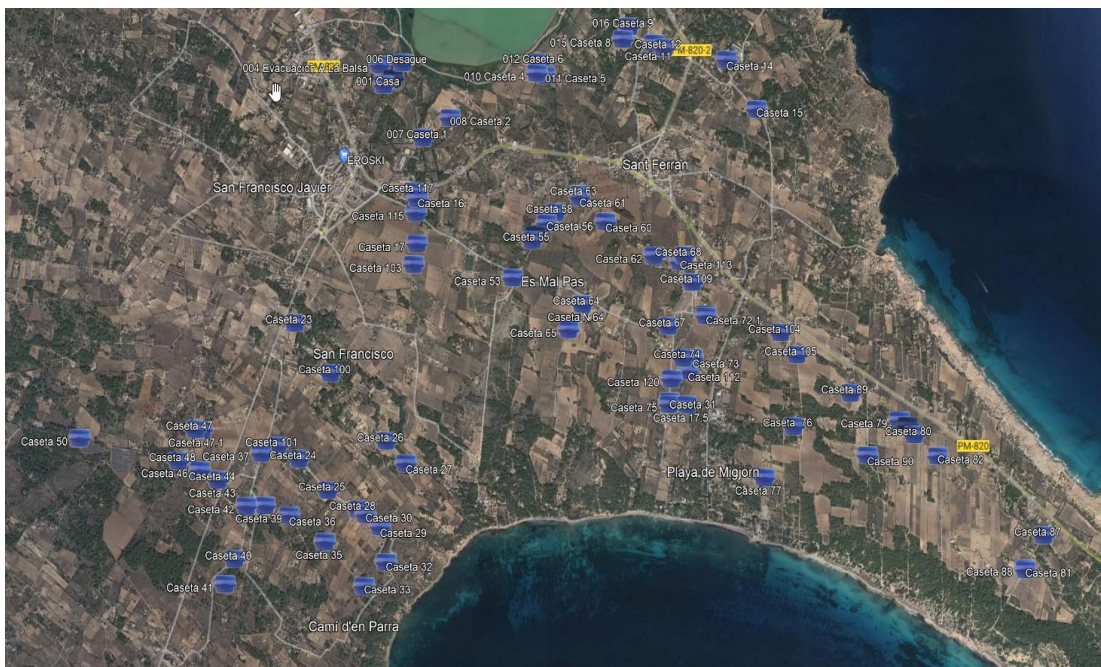 016 Caseta 9
015 Caseta 8
Caseta 12
PM-820-2
Caseta 11
Caseta 14
006 Desague
012 Caseta 6
004 Evacuación A La Balsa
010 Caseta 4
011 Caseta 5
001 Casa
Caseta 15
008 Caseta 2
007 Caseta 1
EROSKI
Sant Ferran
San Francisco Javier
Caseta 117
Caseta 63
Caseta 16
Caseta 61
Caseta 115
Caseta 58
Caseta 56
Caseta 60
Caseta 55
Caseta 17
Caseta 68
Caseta 62
Caseta 103
Caseta 113
Caseta 53
Es Mal Pas
Caseta 109
Caseta 64
Caseta N 64
Caseta 23
Caseta 67
Caseta 72-1
Caseta 65
Caseta 104
San Francisco
Caseta 74
Caseta 105
Caseta 73
Caseta 100
Caseta 112
Caseta 120
Caseta 89
Caseta 31
Caseta 75
Caseta 17.5
Caseta 76
Caseta 79
Caseta 47
Caseta 80
Caseta 50
Caseta 26
Caseta 47-1
Caseta 101
PM-820
Caseta 48
Caseta 37
Caseta 24
Caseta 90
Caseta 82
Caseta 46
Caseta 27
Caseta 44
Playa de Migjorn
Caseta 43
Caseta 25
Caseta 77
Caseta 42
Caseta 28
Caseta 39
Caseta 30
Caseta 36
Caseta 29
Caseta 87
Caseta 40
Caseta 35
Caseta 32
Caseta 88
Caseta 81
Caseta 41
Caseta 33
Camí d'en Parra